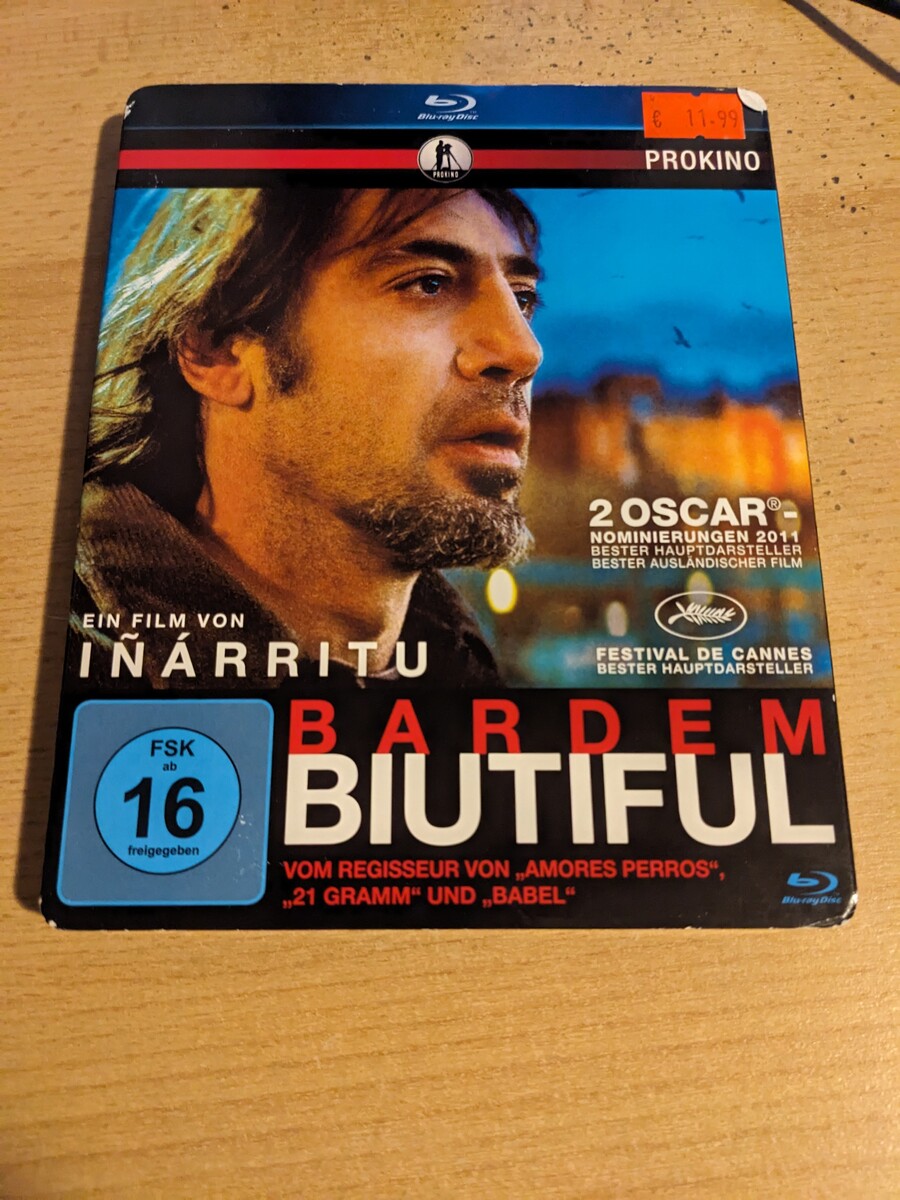 Blu-ray Disc
€ 11.99
PROKINO
PROKINO
2 OSCAR®-
NOMINIERUNGEN 2011
BESTER HAUPTDARSTELLER
BESTER AUSLÄNDISCHER FILM
FESTIVAL DE CANNES
BESTER HAUPTDARSTELLER
EIN FILM VON
IÑÁRRITU
FSK
ab
16
freigegeben
BARDEM
BIUTIFUL
VOM REGISSEUR VON „AMORES PERROS“,
„21 GRAMM“ UND „BABEL“
Blu-ray Disc